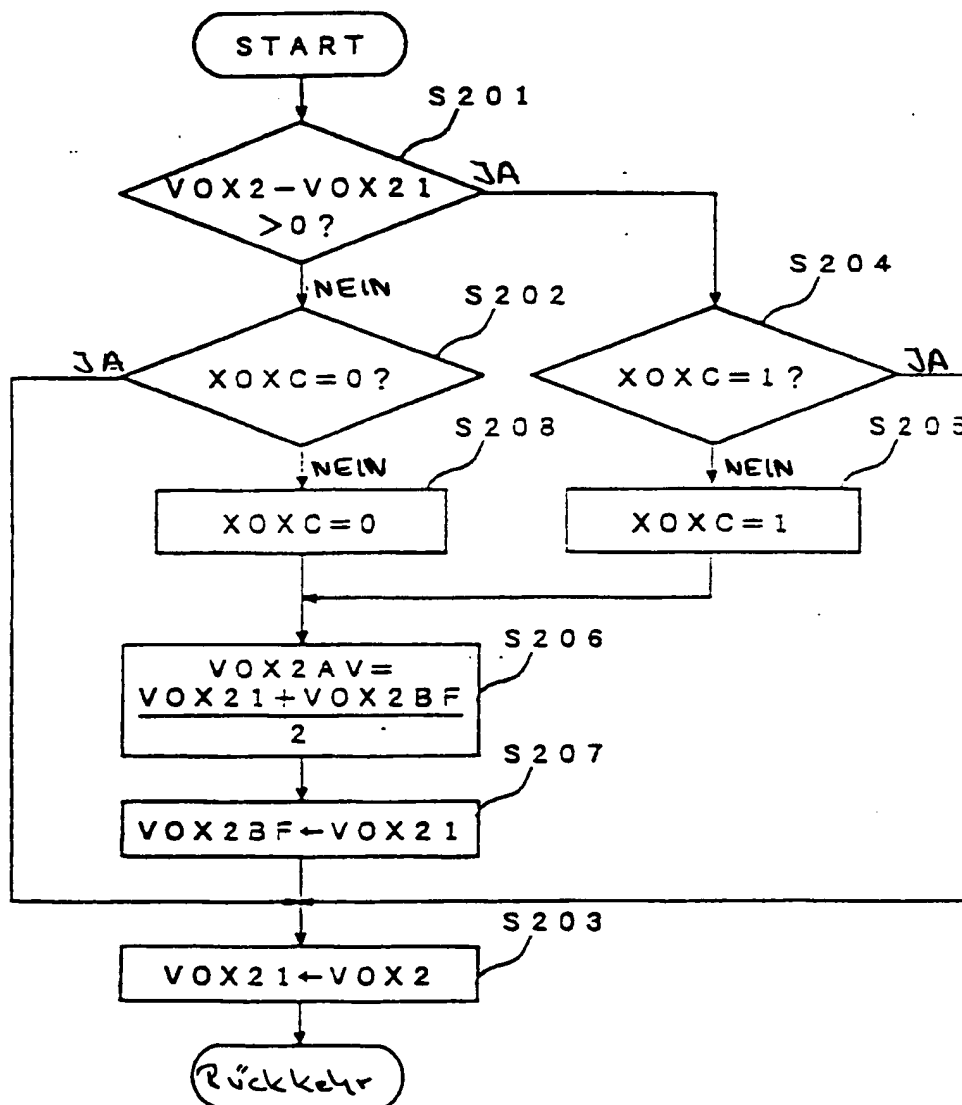 START
S201
VOX2-VOX21
>0?
JA
NEIN
S202
S204
JA
XOXC=0?
XOXC=1?
JA
S208
S205
NEIN
NEIN
XOXC=0
XOXC=1
S206
VOX2AV=
VOX21+VOX2BF
2
S207
VOX2BF←VOX21
S203
VOX21←VOX2
Rückkehr